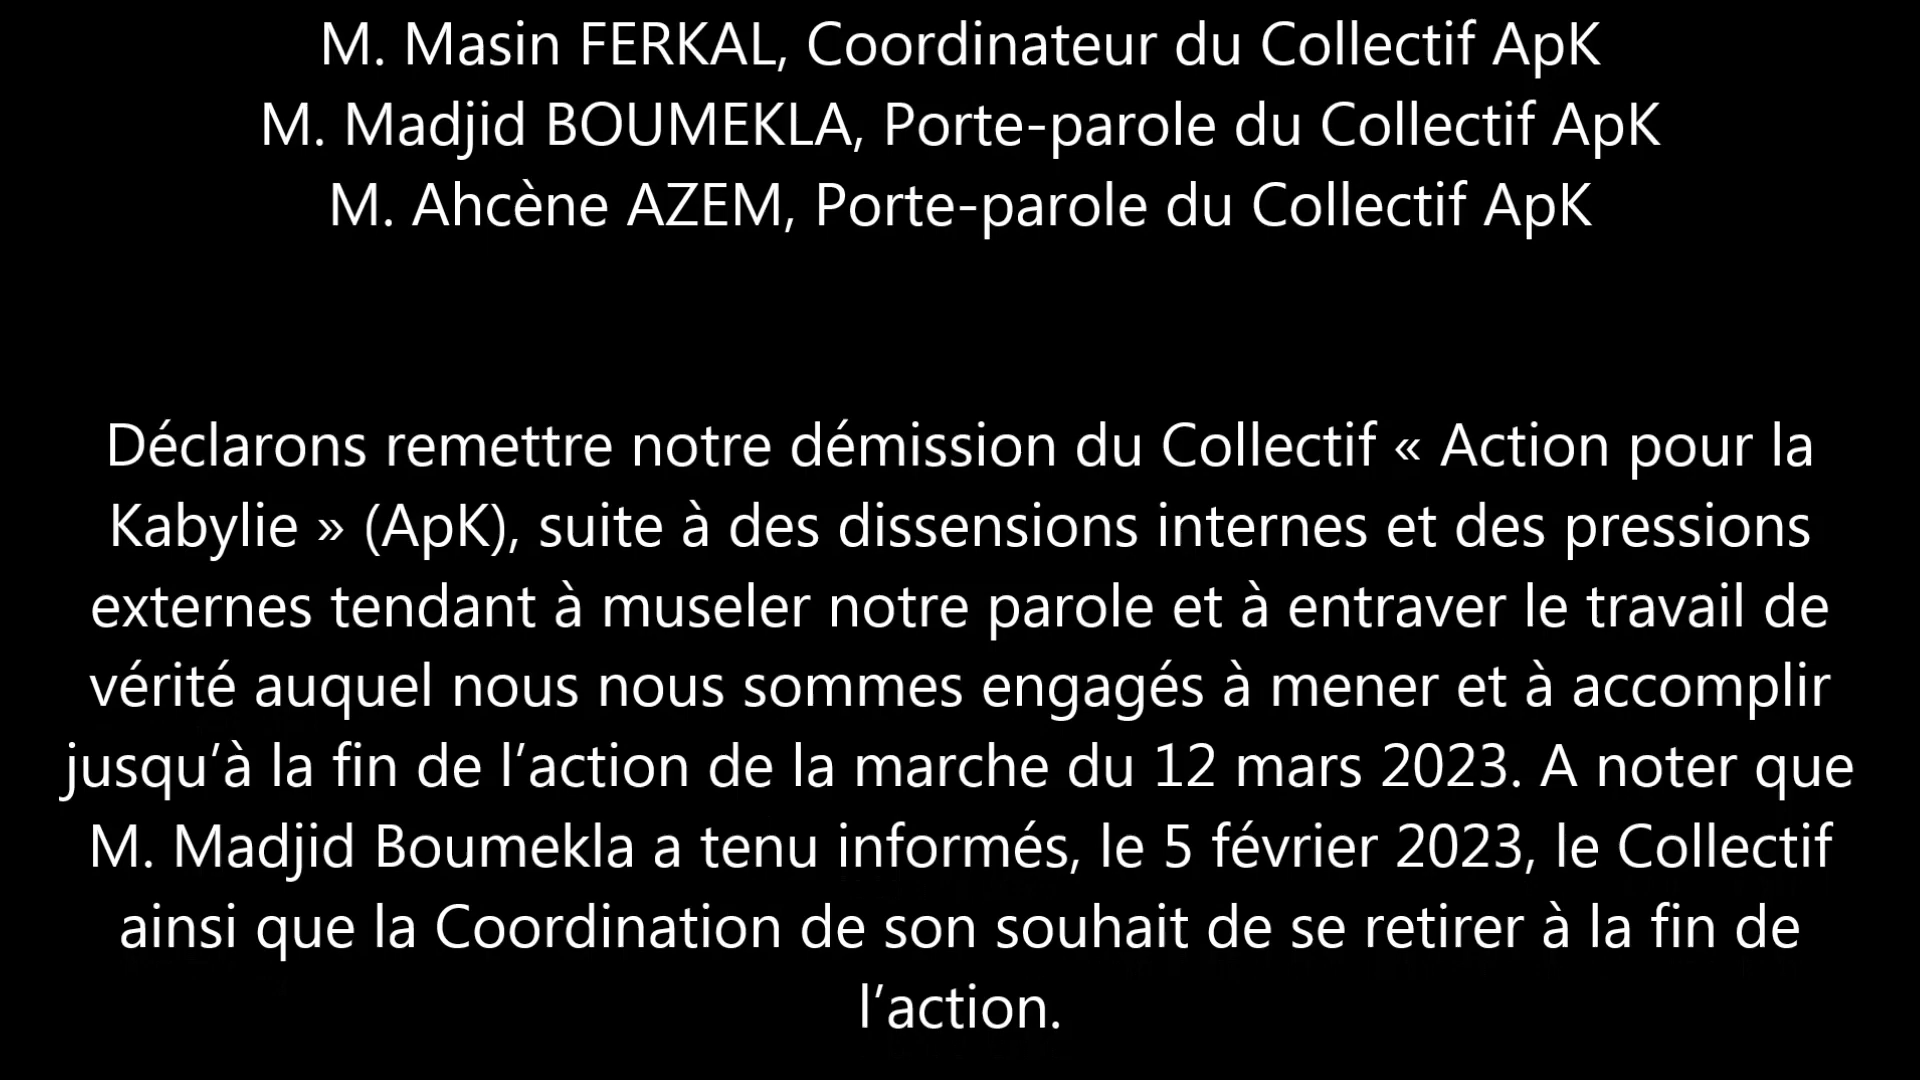 M. Masin FERKAL, Coordinateur du Collectif ApK
M. Madjid BOUMEKLA, Porte-parole du Collectif ApK
M. Ahcène AZEM, Porte-parole du Collectif ApK
Déclarons remettre notre démission du Collectif « Action pour la
Kabylie » (ApK), suite à des dissensions internes et des pressions
externes tendant à museler notre parole et à entraver le travail de
vérité auquel nous nous sommes engagés à mener et à accomplir
jusqu’à la fin de l’action de la marche du 12 mars 2023. A noter que
M. Madjid Boumekla a tenu informés, le 5 février 2023, le Collectif
ainsi que la Coordination de son souhait de se retirer à la fin de
l’action.